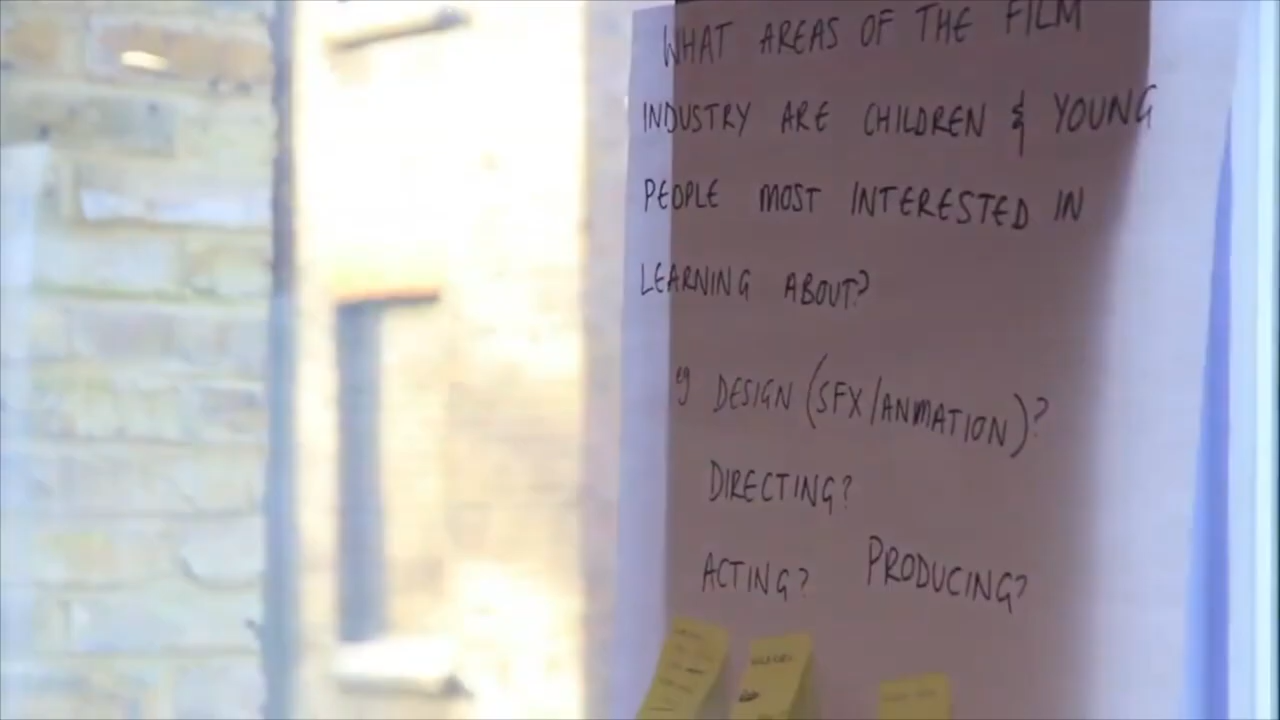 WHAT AREAS OF THE FILM
INDUSTRY ARE CHILDREN & YOUNG
PEOPLE MOST INTERESTED IN
LEARNING ABOUT?
eg DESIGN (SFX/ANMATION)?
DIRECTING?
ACTING? PRODUCING?